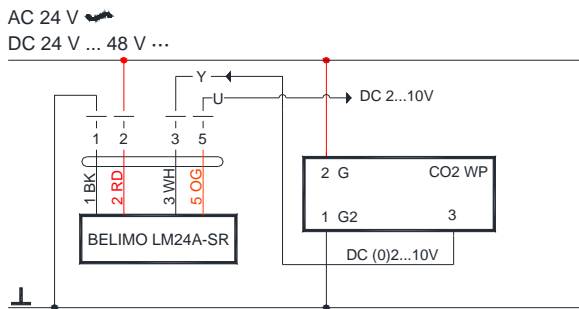 AC 24 V
DC 24 V ... 48 V ...
Y
U
DC 2...10V
1 2 3 5
1 BK
2 RD
3 WH
5 OG
BELIMO LM24A-SR
2 G CO2 WP
1 G2 3
DC (0)2...10V